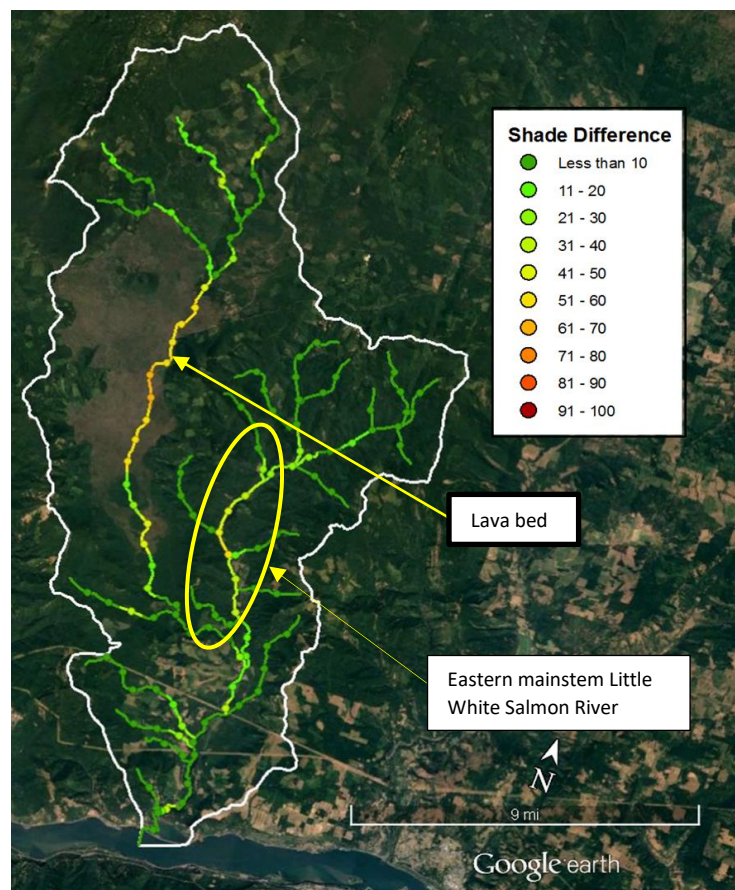 Shade Difference
Less than 10
11 - 20
21 - 30
31 - 40
41 - 50
51 - 60
61 - 70
71 - 80
81 - 90
91 - 100
Lava bed
Eastern mainstem Little
White Salmon River
N
9 mi
Google earth